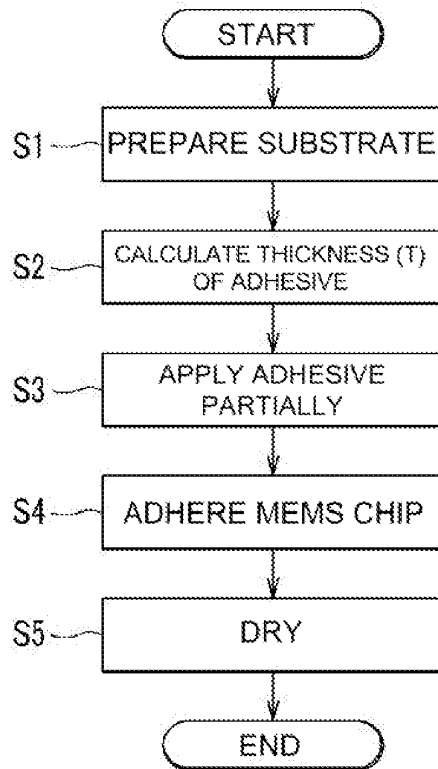 START
S1 PREPARE SUBSTRATE
S2 CALCULATE THICKNESS (T)
OF ADHESIVE
S3 APPLY ADHESIVE
PARTIALLY
S4 ADHERE MEMS CHIP
S5 DRY
END